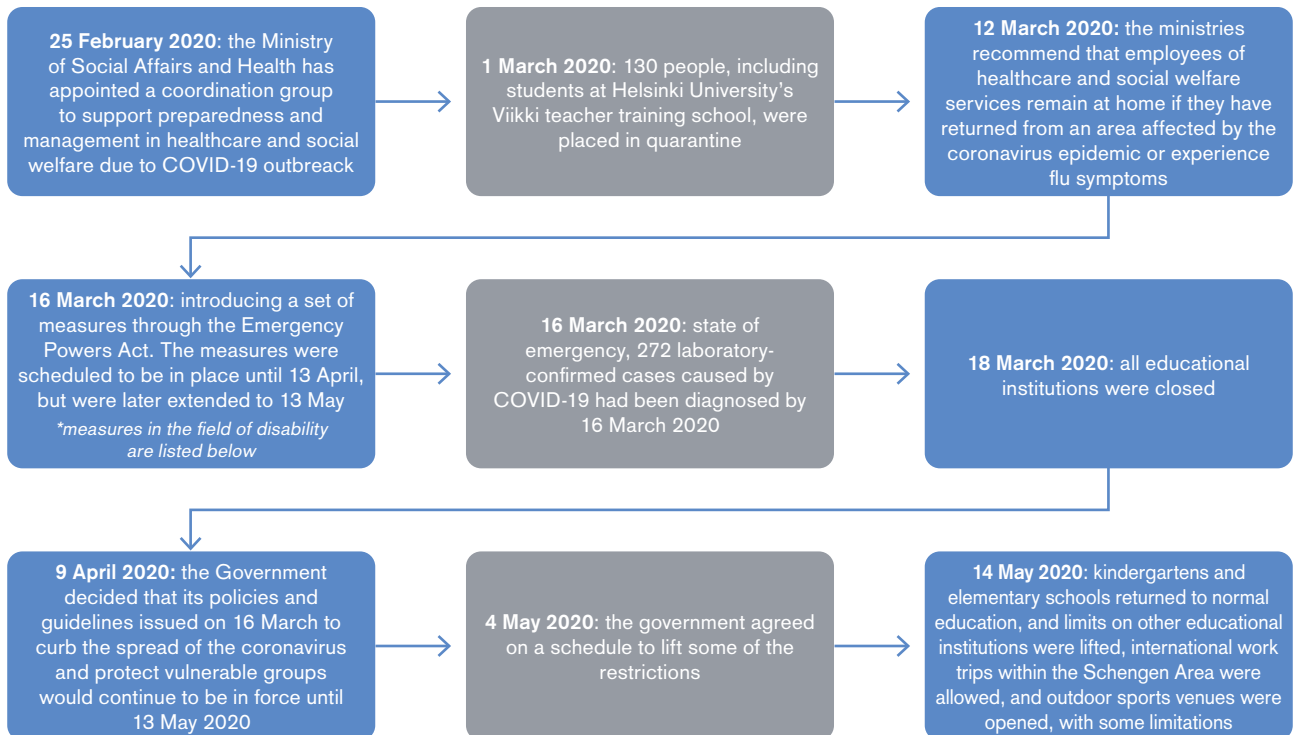 25 February 2020: the Ministry
of Social Affairs and Health has
appointed a coordination group
to support preparedness and
management in healthcare and social
welfare due to COVID-19 outbreack
1 March 2020: 130 people, including
students at Helsinki University's
Viikki teacher training school, were
placed in quarantine
12 March 2020: the ministries
recommend that employees of
healthcare and social welfare
services remain at home if they have
returned from an area affected by the
coronavirus epidemic or experience
flu symptoms
16 March 2020: introducing a set of
measures through the Emergency
Powers Act. The measures were
scheduled to be in place until 13 April,
but were later extended to 13 May
*measures in the field of disability
are listed below
16 March 2020: state of
emergency, 272 laboratory-
confirmed cases caused by
COVID-19 had been diagnosed by
16 March 2020
18 March 2020: all educational
institutions were closed
9 April 2020: the Government
decided that its policies and
guidelines issued on 16 March to
curb the spread of the coronavirus
and protect vulnerable groups
would continue to be in force until
13 May 2020
4 May 2020: the government agreed
on a schedule to lift some of the
restrictions
14 May 2020: kindergartens and
elementary schools returned to normal
education, and limits on other educational
institutions were lifted, international work
trips within the Schengen Area were
allowed, and outdoor sports venues were
opened, with some limitations